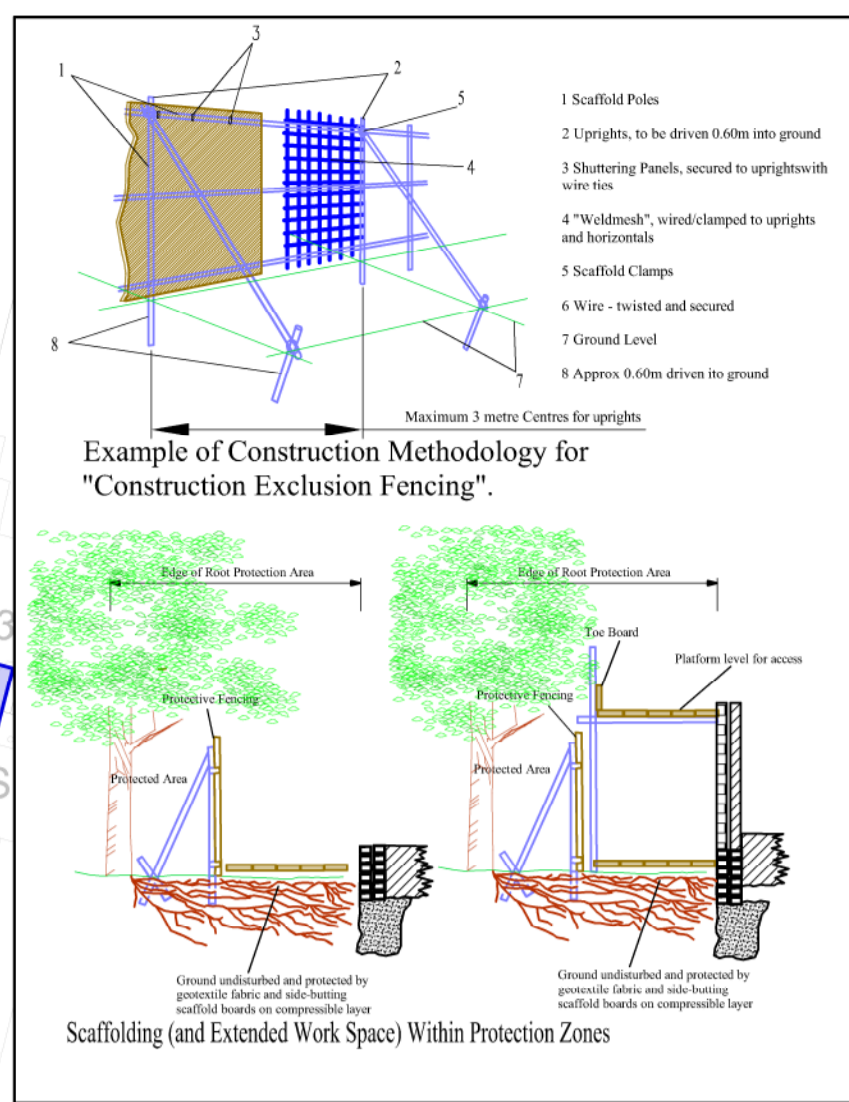 3
1
2
5
4
8
7
1 Scaffold Poles
2 Uprights, to be driven 0.60m into ground
3 Shuttering Panels, secured to uprightswith
wire ties
4 "Weldmesh", wired/clamped to uprights
and horizontals
5 Scaffold Clamps
6 Wire - twisted and secured
7 Ground Level
8 Approx 0.60m driven ito ground
Maximum 3 metre Centres for uprights
Example of Construction Methodology for
"Construction Exclusion Fencing".
Edge of Root Protection Area
Protective Fencing
Protected Area
Ground undisturbed and protected by
geotextile fabric and side-butting
scaffold boards on compressible layer
Edge of Root Protection Area
Toe Board
Platform level for access
Protective Fencing
Protected Area
Ground undisturbed and protected by
geotextile fabric and side-butting
scaffold boards on compressible layer
Scaffolding (and Extended Work Space) Within Protection Zones
3
S